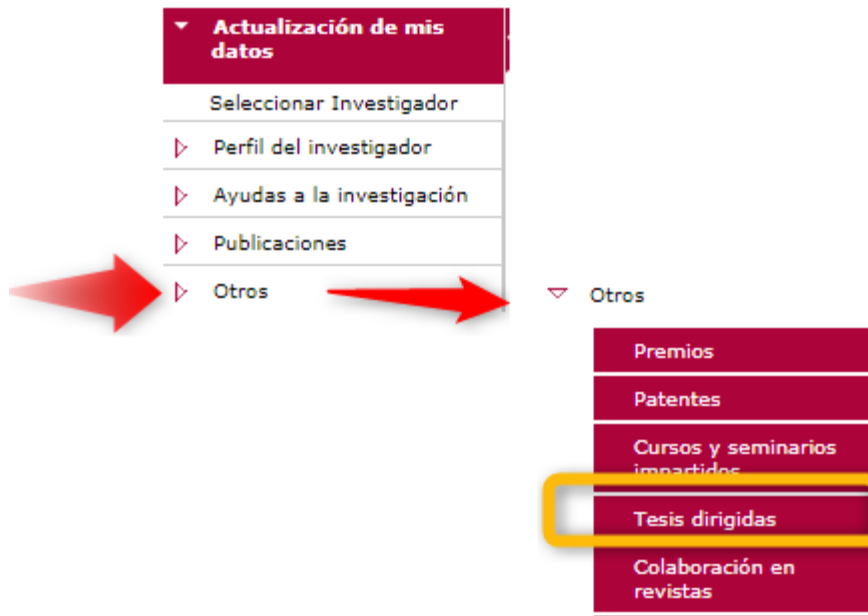 Actualización de mis
datos
Seleccionar Investigador
Perfil del investigador
Ayudas a la investigación
Publicaciones
Otros
Otros
Premios
Patentes
Cursos y seminarios
impartidos
Tesis dirigidas
Colaboración en
revistas